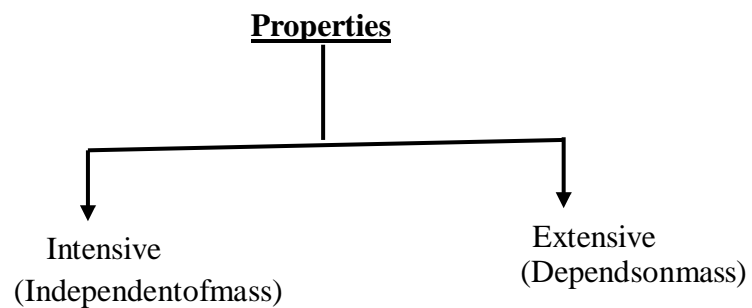 Properties
Intensive
(Independentofmass)
Extensive
(Dependsonmass)